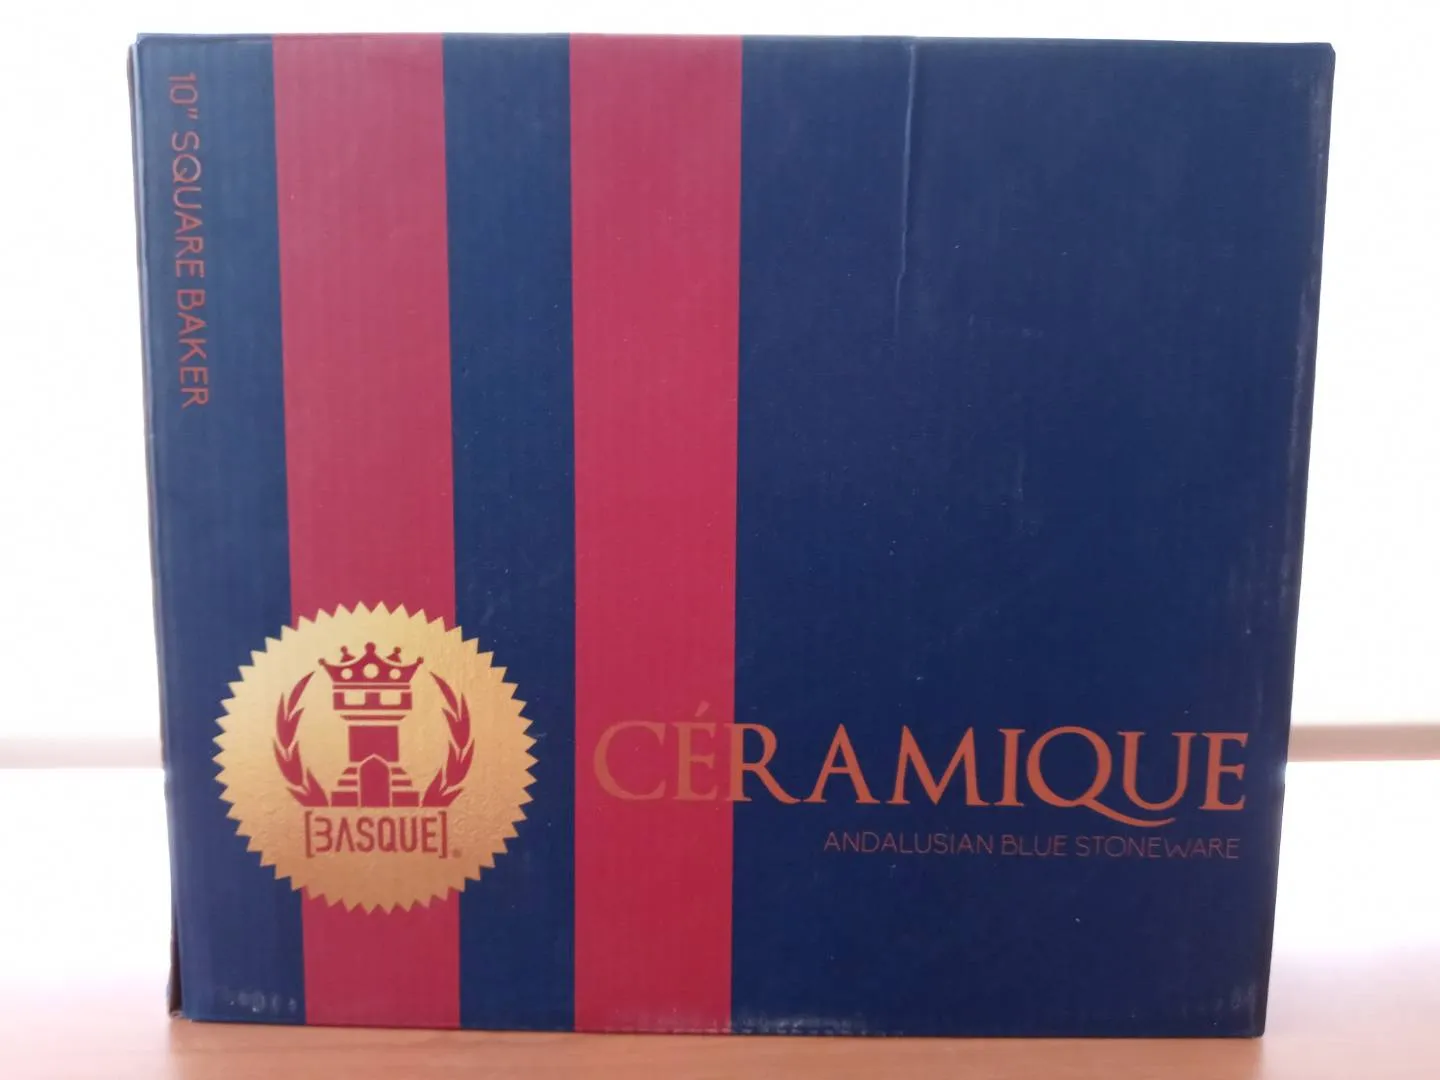 10" SQUARE BAKER
[BASQUE]®
CÉRAMIQUE
ANDALUSIAN BLUE STONEWARE